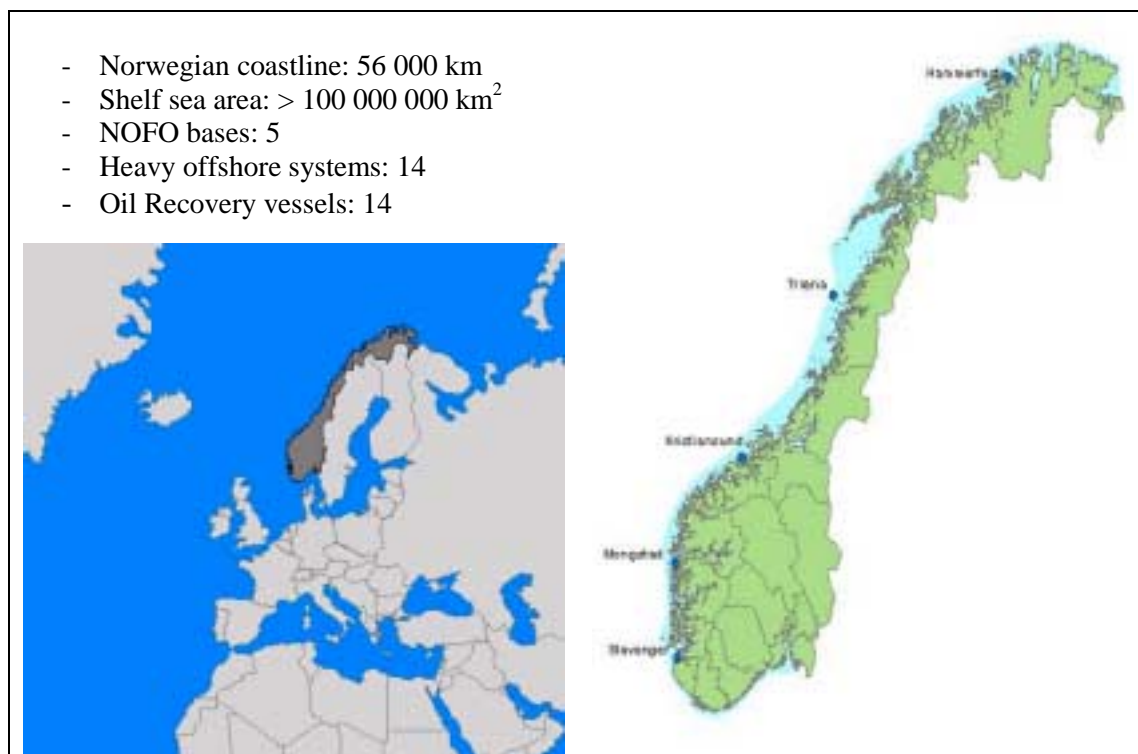 - Norwegian coastline: 56 000 km
- Shelf sea area: > 100 000 000 km²
- NOFO bases: 5
- Heavy offshore systems: 14
- Oil Recovery vessels: 14
Hammerfest
Træna
Kristiansund
Mongstad
Stavanger